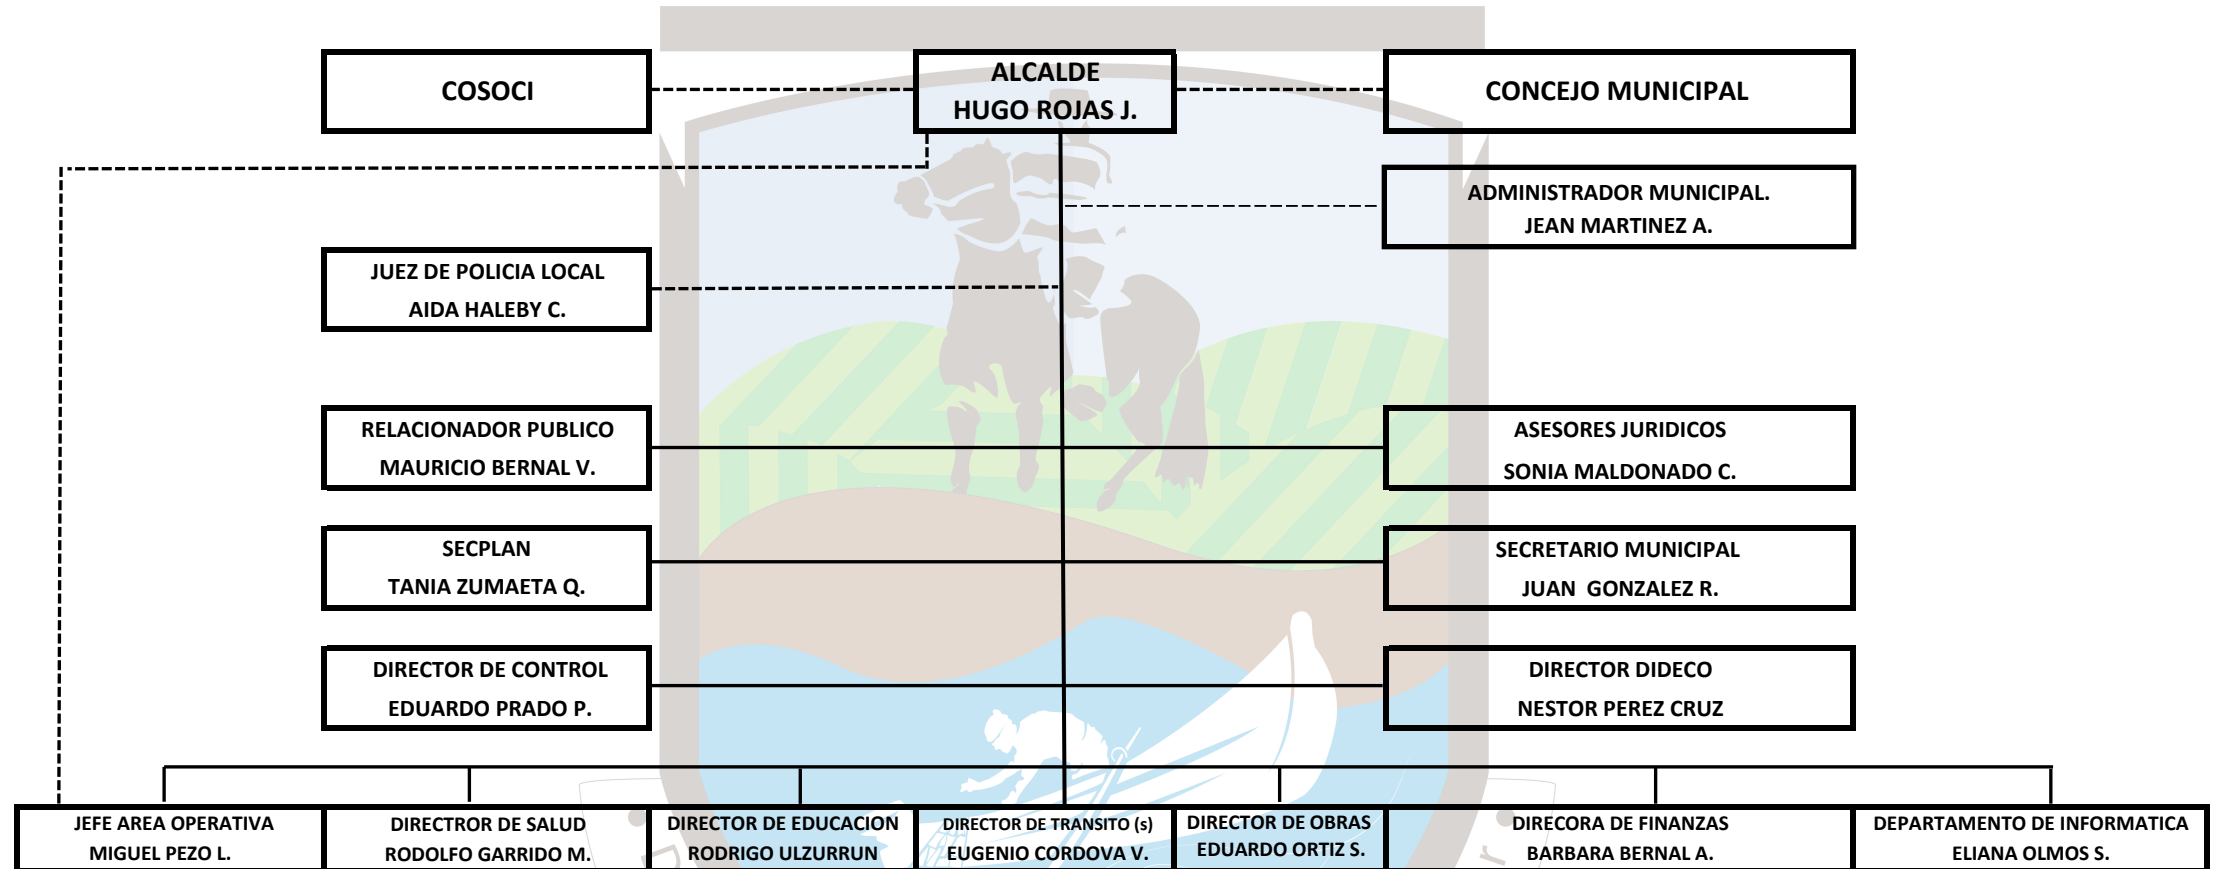 COSOCI
ALCALDE
HUGO ROJAS J.
CONCEJO MUNICIPAL
ADMINISTRADOR MUNICIPAL.
JEAN MARTINEZ A.
JUEZ DE POLICIA LOCAL
AIDA HALEBY C.
RELACIONADOR PUBLICO
MAURICIO BERNAL V.
ASESORES JURIDICOS
SONIA MALDONADO C.
SECPLAN
TANIA ZUMAETA Q.
SECRETARIO MUNICIPAL
JUAN GONZALEZ R.
DIRECTOR DE CONTROL
EDUARDO PRADO P.
DIRECTOR DIDECO
NESTOR PEREZ CRUZ
JEFE AREA OPERATIVA
MIGUEL PEZO L.
DIRECTROR DE SALUD
RODOLFO GARRIDO M.
DIRECTOR DE EDUCACION
RODRIGO ULZURRUN
DIRECTOR DE TRANSITO (s)
EUGENIO CORDOVA V.
DIRECTOR DE OBRAS
EDUARDO ORTIZ S.
DIRECORA DE FINANZAS
BARBARA BERNAL A.
DEPARTAMENTO DE INFORMATICA
ELIANA OLMOS S.